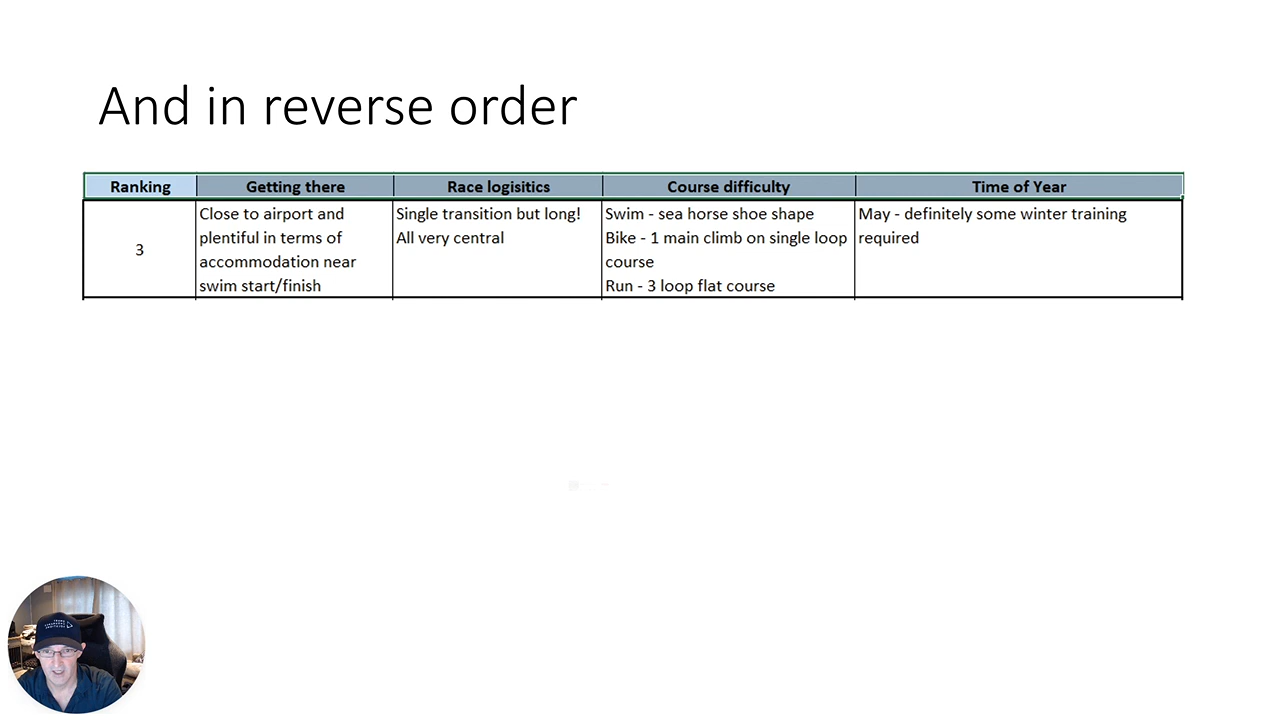 And in reverse order
Ranking Getting there Race logisitics Course difficulty Time of Year
3
Close to airport and
plentiful in terms of
accommodation near
swim start/finish
Single transition but long!
All very central
Swim - sea horse shoe shape
Bike - 1 main climb on single loop
course
Run - 3 loop flat course
May - definitely some winter training
required